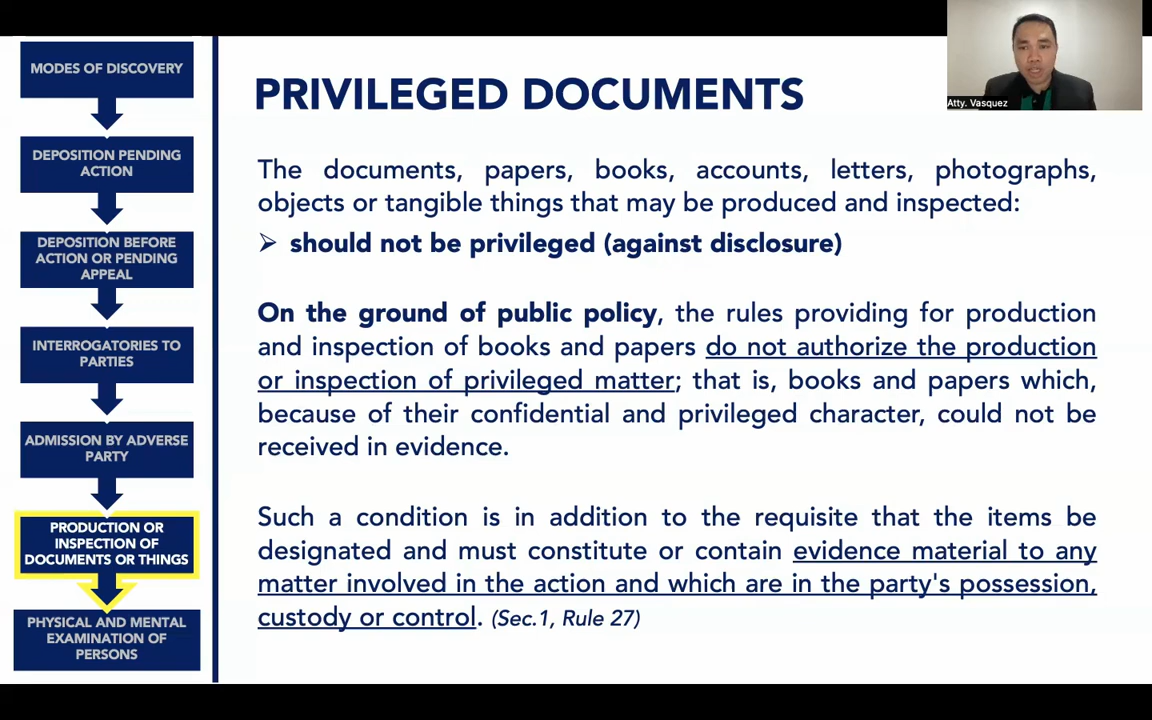 MODES OF DISCOVERY
DEPOSITION PENDING
ACTION
DEPOSITION BEFORE
ACTION OR PENDING
APPEAL
INTERROGATORIES TO
PARTIES
ADMISSION BY ADVERSE
PARTY
PRODUCTION OR
INSPECTION OF
DOCUMENTS OR THINGS
PHYSICAL AND MENTAL
EXAMINATION OF
PERSONS
PRIVILEGED DOCUMENTS
Atty. Vasquez
The documents, papers, books, accounts, letters, photographs,
objects or tangible things that may be produced and inspected:
➢ should not be privileged (against disclosure)
On the ground of public policy, the rules providing for production
and inspection of books and papers do not authorize the production
or inspection of privileged matter; that is, books and papers which,
because of their confidential and privileged character, could not be
received in evidence.
Such a condition is in addition to the requisite that the items be
designated and must constitute or contain evidence material to any
matter involved in the action and which are in the party's possession,
custody or control. (Sec.1, Rule 27)